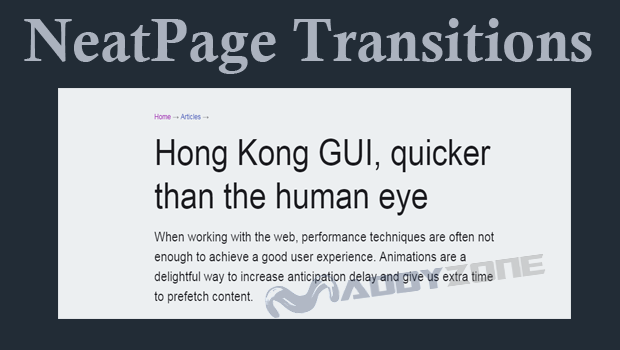 NeatPage Transitions
Home → Articles →
Hong Kong GUI, quicker
than the human eye
When working with the web, performance techniques are often not
enough to achieve a good user experience. Animations are a
delightful way to increase anticipation delay and give us extra time
to prefetch content.
MADDYZONE